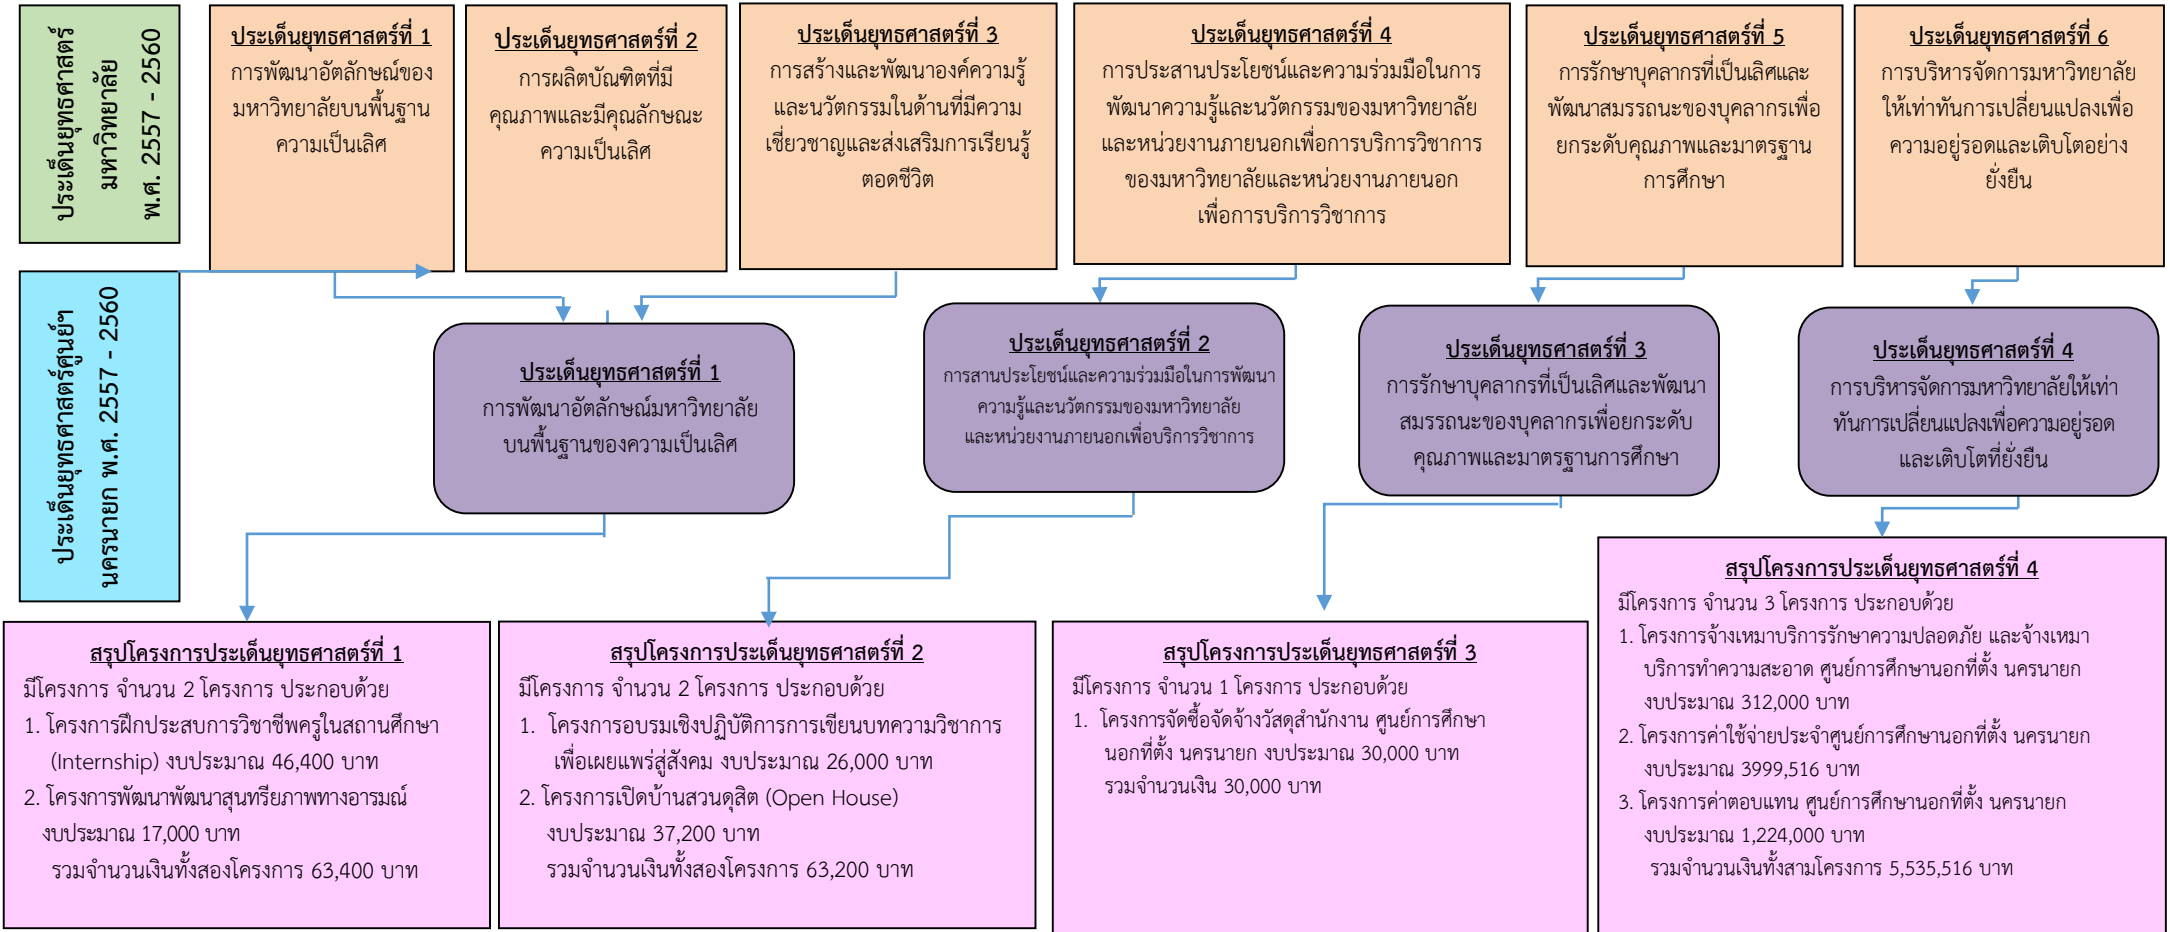 ประเด็นยุทธศาสตร์
มหาวิทยาลัย
พ.ศ. 2557 - 2560
ประเด็นยุทธศาสตร์ที่ 1
การพัฒนาอัตลักษณ์ของ
มหาวิทยาลัยบนพื้นฐาน
ความเป็นเลิศ
ประเด็นยุทธศาสตร์ที่ 2
การผลิตบัณฑิตที่มี
คุณภาพและมีคุณลักษณะ
ความเป็นเลิศ
ประเด็นยุทธศาสตร์ที่ 3
การสร้างและพัฒนาองค์ความรู้
และนวัตกรรมในด้านที่มีความ
เชี่ยวชาญและส่งเสริมการเรียนรู้
ตอดชีวิต
ประเด็นยุทธศาสตร์ที่ 4
การประสานประโยชน์และความร่วมมือในการ
พัฒนาความรู้และนวัตกรรมของมหาวิทยาลัย
และหน่วยงานภายนอกเพื่อการบริการวิชาการ
ของมหาวิทยาลัยและหน่วยงานภายนอก
เพื่อการบริการวิชาการ
ประเด็นยุทธศาสตร์ที่ 5
การรักษาบุคลากรที่เป็นเลิศและ
พัฒนาสมรรถนะของบุคลากรเพื่อ
ยกระดับคุณภาพและมาตรฐาน
การศึกษา
ประเด็นยุทธศาสตร์ที่ 6
การบริหารจัดการมหาวิทยาลัย
ให้เท่าทันการเปลี่ยนแปลงเพื่อ
ความอยู่รอดและเติบโตอย่าง
ยั่งยืน
ประเด็นยุทธศาสตร์ศูนย์ฯ
นครนายก พ.ศ. 2557 - 2560
ประเด็นยุทธศาสตร์ที่ 1
การพัฒนาอัตลักษณ์มหาวิทยาลัย
บนพื้นฐานของความเป็นเลิศ
ประเด็นยุทธศาสตร์ที่ 2
การสานประโยชน์และความร่วมมือในการพัฒนา
ความรู้และนวัตกรรมของมหาวิทยาลัย
และหน่วยงานภายนอกเพื่อบริการวิชาการ
ประเด็นยุทธศาสตร์ที่ 3
การรักษาบุคลากรที่เป็นเลิศและพัฒนา
สมรรถนะของบุคลากรเพื่อยกระดับ
คุณภาพและมาตรฐานการศึกษา
ประเด็นยุทธศาสตร์ที่ 4
การบริหารจัดการมหาวิทยาลัยให้เท่า
ทันการเปลี่ยนแปลงเพื่อความอยู่รอด
และเติบโตที่ยั่งยืน
สรุปโครงการประเด็นยุทธศาสตร์ที่ 1
มีโครงการ จำนวน 2 โครงการ ประกอบด้วย
1. โครงการฝึกประสบการวิชาชีพครูในสถานศึกษา
(Internship) งบประมาณ 46,400 บาท
2. โครงการพัฒนาพัฒนาสุนทรียภาพทางอารมณ์
งบประมาณ 17,000 บาท
รวมจำนวนเงินทั้งสองโครงการ 63,400 บาท
สรุปโครงการประเด็นยุทธศาสตร์ที่ 2
มีโครงการ จำนวน 2 โครงการ ประกอบด้วย
1. โครงการอบรมเชิงปฏิบัติการการเขียนบทความวิชาการ
เพื่อเผยแพร่สู่สังคม งบประมาณ 26,000 บาท
2. โครงการเปิดบ้านสวนดุสิต (Open House)
งบประมาณ 37,200 บาท
รวมจำนวนเงินทั้งสองโครงการ 63,200 บาท
สรุปโครงการประเด็นยุทธศาสตร์ที่ 3
มีโครงการ จำนวน 1 โครงการ ประกอบด้วย
1. โครงการจัดซื้อจัดจ้างวัสดุสำนักงาน ศูนย์การศึกษา
นอกที่ตั้ง นครนายก งบประมาณ 30,000 บาท
รวมจำนวนเงิน 30,000 บาท
สรุปโครงการประเด็นยุทธศาสตร์ที่ 4
มีโครงการ จำนวน 3 โครงการ ประกอบด้วย
1. โครงการจ้างเหมาบริการรักษาความปลอดภัย และจ้างเหมา
บริการทำความสะอาด ศูนย์การศึกษานอกที่ตั้ง นครนายก
งบประมาณ 312,000 บาท
2. โครงการค่าใช้จ่ายประจำศูนย์การศึกษานอกที่ตั้ง นครนายก
งบประมาณ 3999,516 บาท
3. โครงการค่าตอบแทน ศูนย์การศึกษานอกที่ตั้ง นครนายก
งบประมาณ 1,224,000 บาท
รวมจำนวนเงินทั้งสามโครงการ 5,535,516 บาท